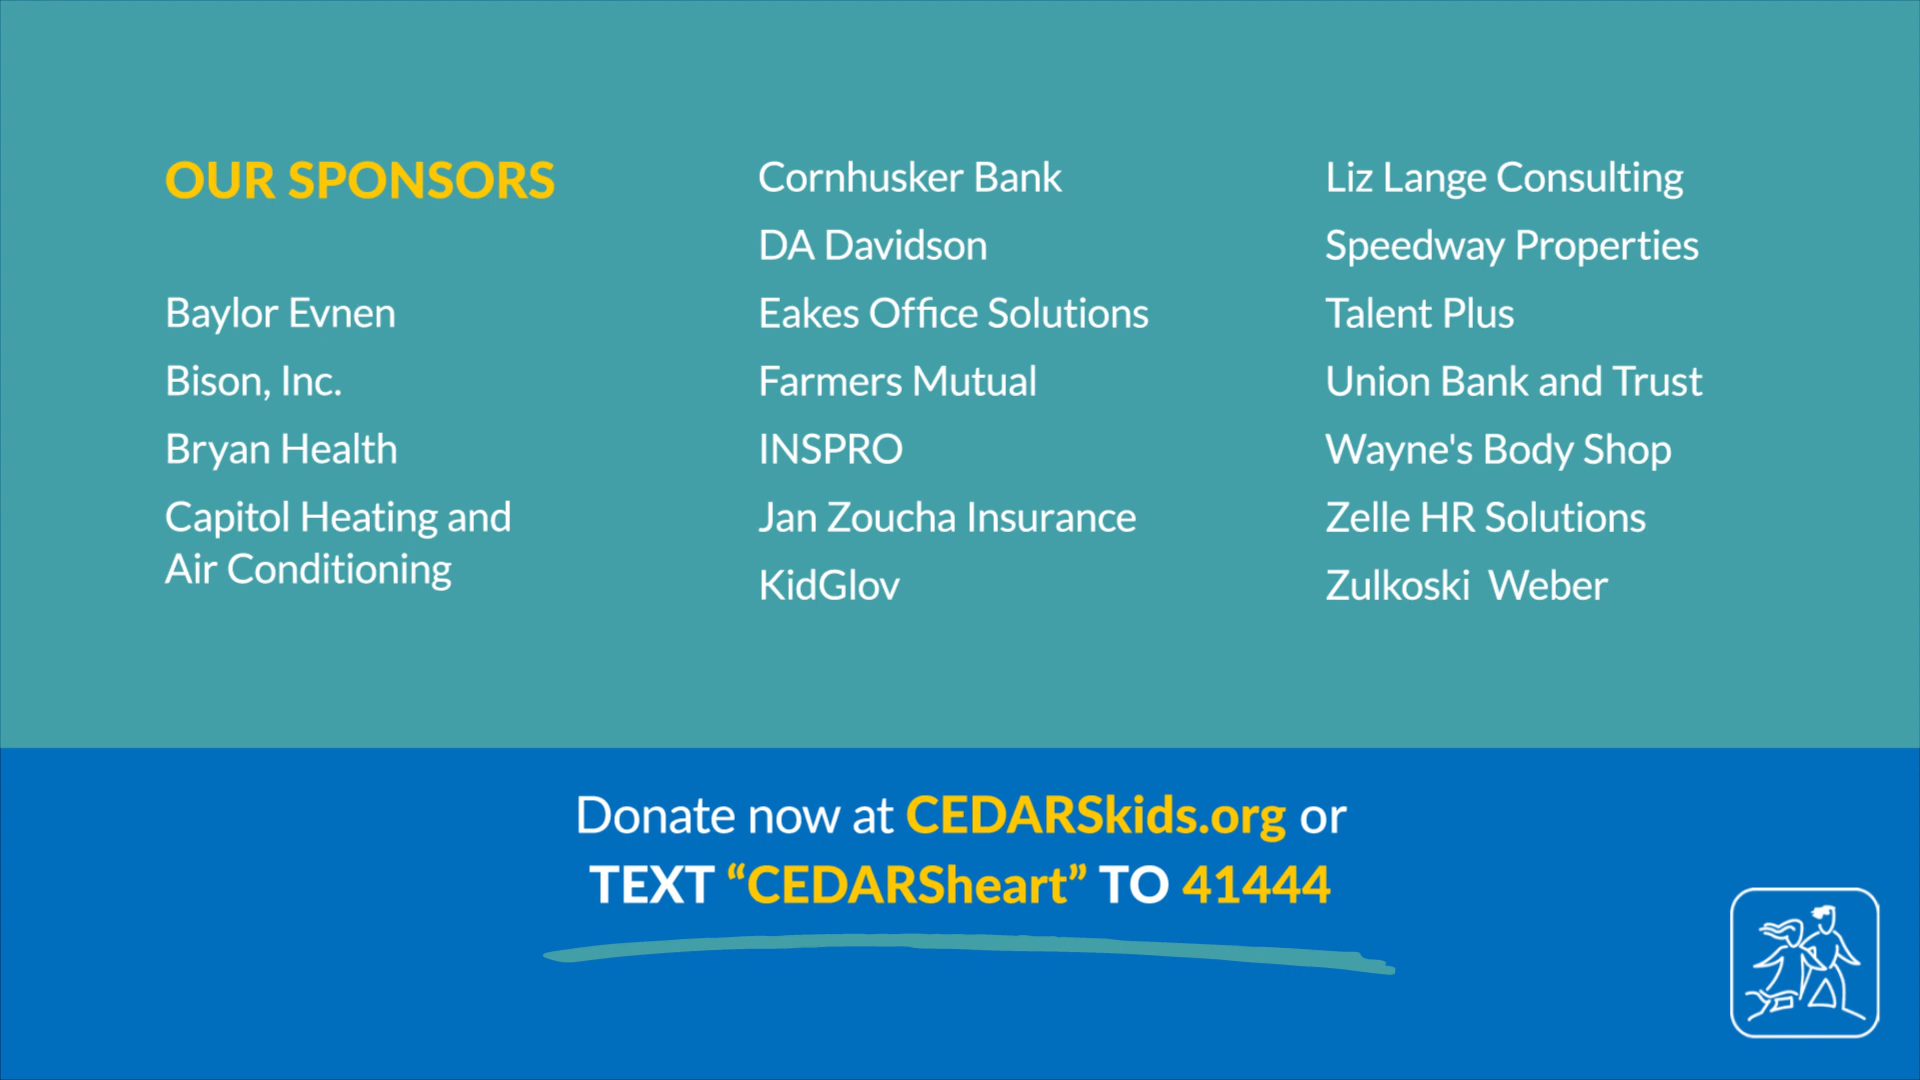 OUR SPONSORS
Baylor Evnen
Bison, Inc.
Bryan Health
Capitol Heating and
Air Conditioning
Cornhusker Bank
DA Davidson
Eakes Office Solutions
Farmers Mutual
INSPRO
Jan Zoucha Insurance
KidGlov
Liz Lange Consulting
Speedway Properties
Talent Plus
Union Bank and Trust
Wayne's Body Shop
Zelle HR Solutions
Zulkoski  Weber
Donate now at CEDARSkids.org or
TEXT “CEDARSheart” TO 41444